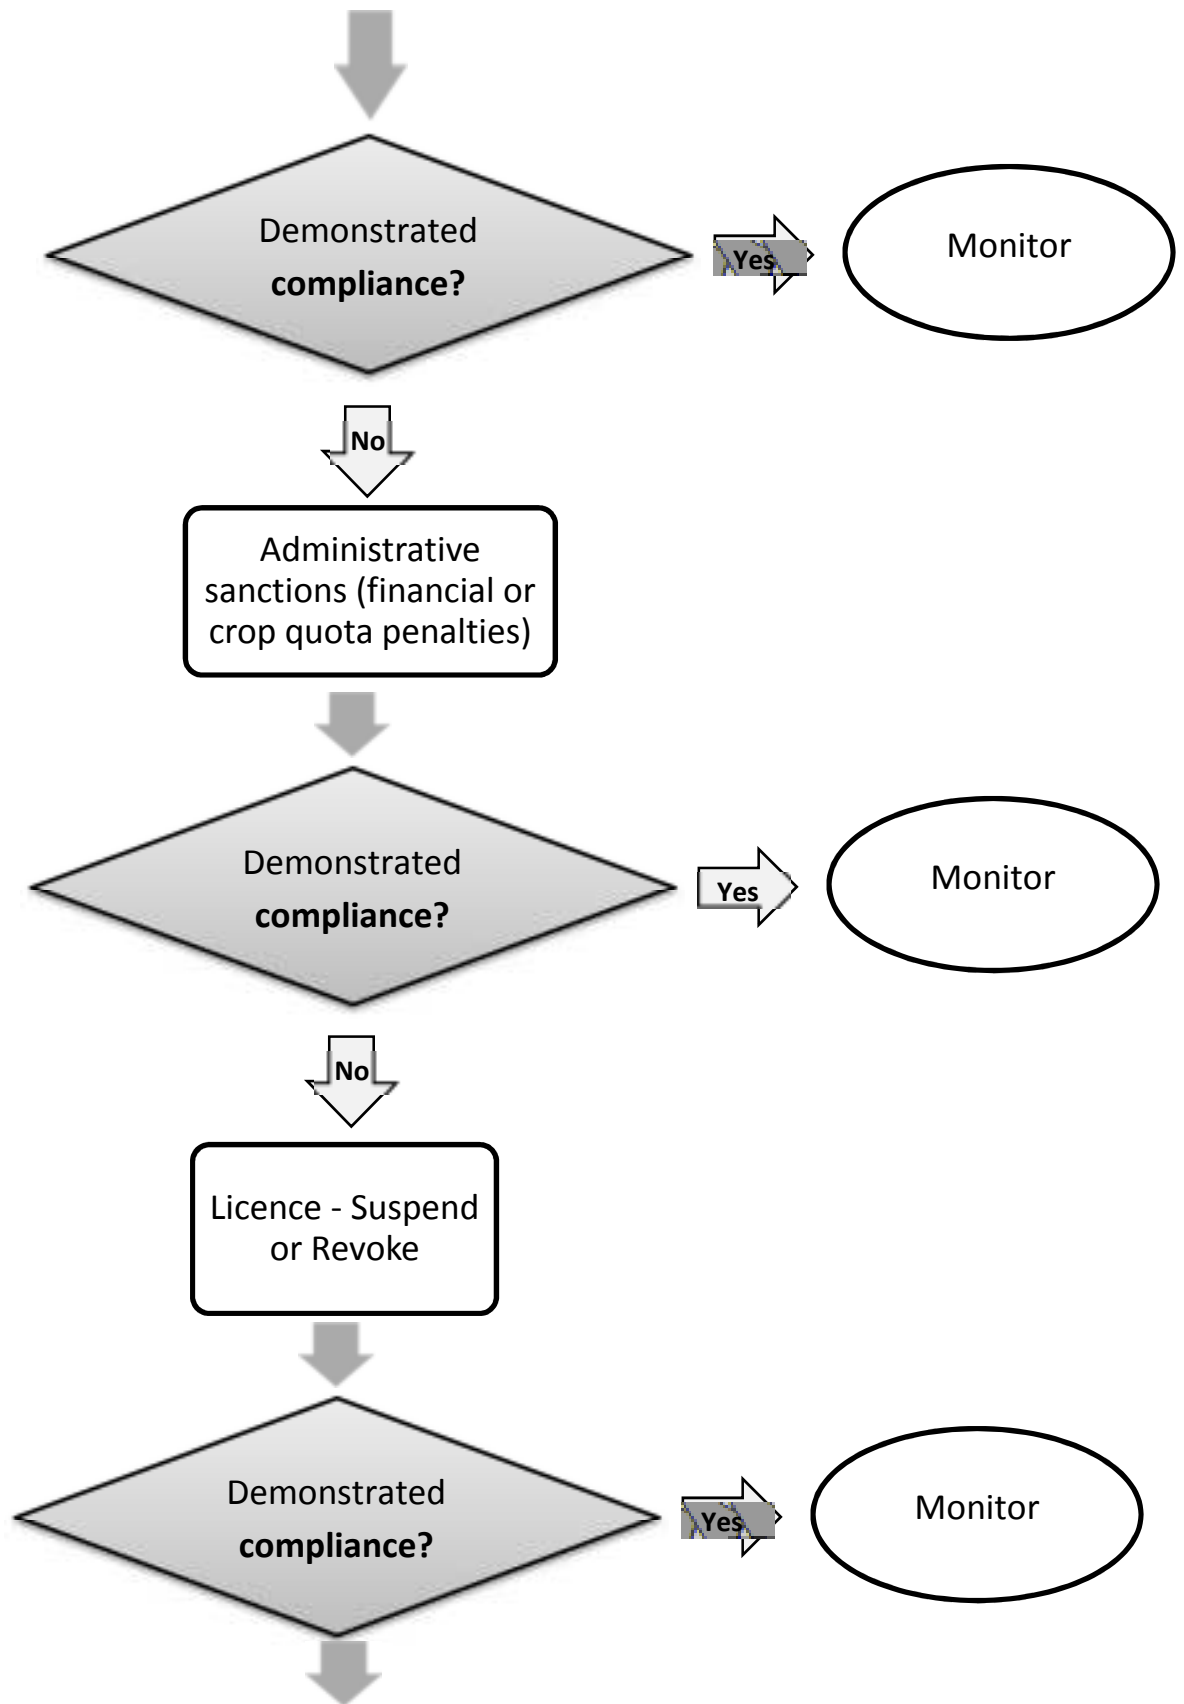 Demonstrated
compliance?
Yes
Monitor
No
Administrative
sanctions (financial or
crop quota penalties)
Demonstrated
compliance?
Yes
Monitor
No
Licence - Suspend
or Revoke
Demonstrated
compliance?
Yes
Monitor